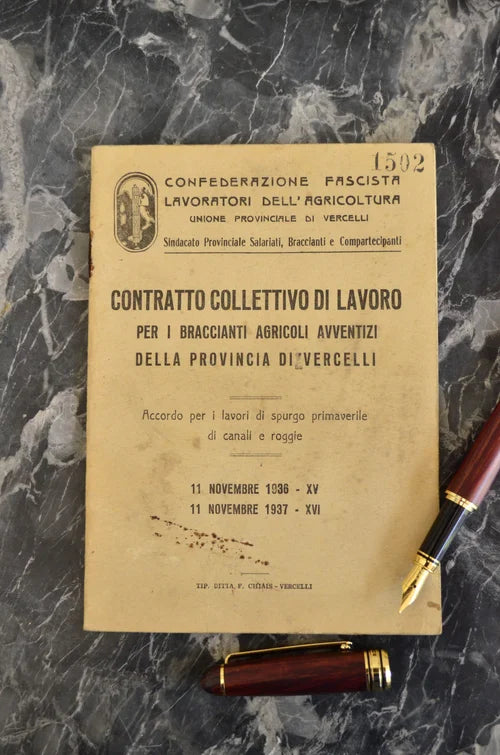 1502
CONFEDERAZIONE FASCISTA
LAVORATORI DELL'AGRICOLTURA
UNIONE PROVINCIALE DI VERCELLI
Sindacato Provinciale Salariati, Braccianti e Compartecipanti
CONTRATTO COLLETTIVO DI LAVORO
PER I BRACCIANTI AGRICOLI AVVENTIZI
DELLA PROVINCIA DI VERCELLI
Accordo per i lavori di spurgo primaverile
di canali e roggie
11 NOVEMBRE 1936 - XV
11 NOVEMBRE 1937 - XVI
TIP. DITTA F. CHIAIS - VERCELLI